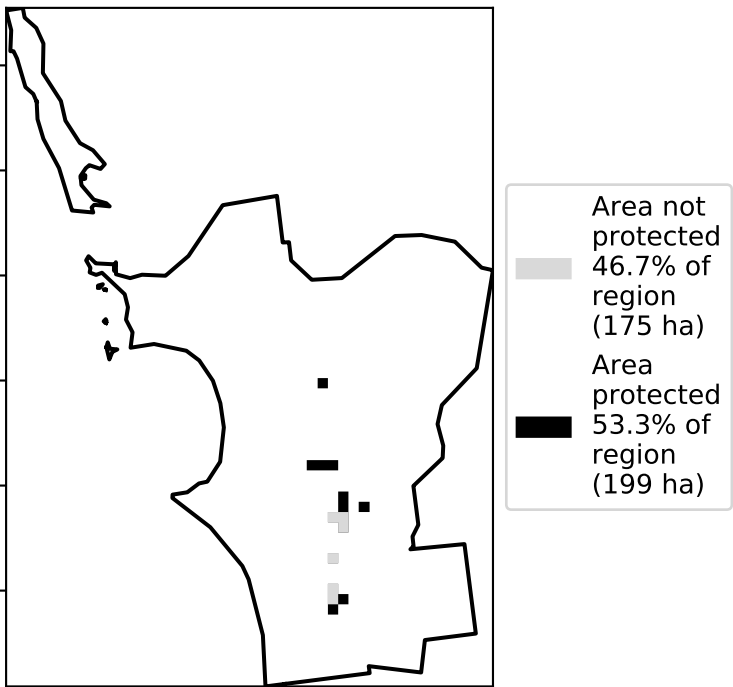 Area not
protected
46.7% of
region
(175 ha)
Area
protected
53.3% of
region
(199 ha)